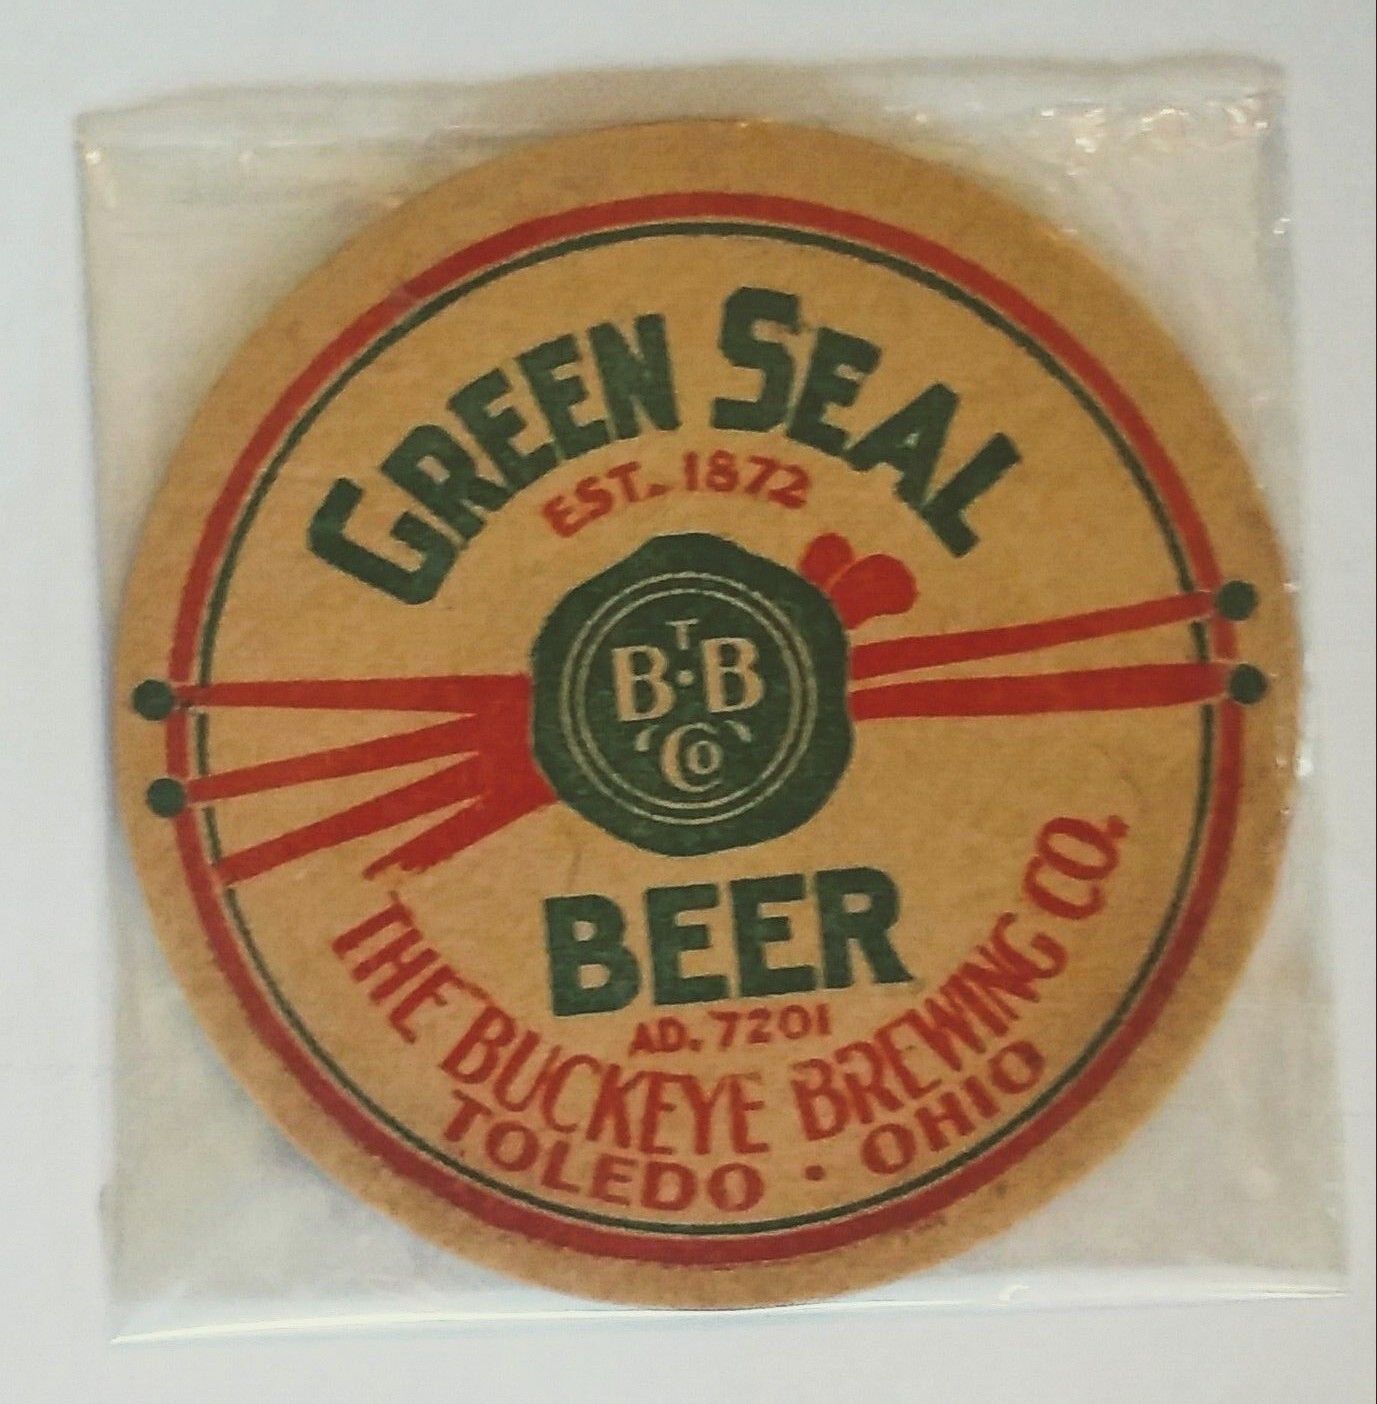 GREEN SEAL
EST. 1872
T
B·B
Co
BEER
AD. 7201
THE BUCKEYE BREWING CO.
TOLEDO · OHIO